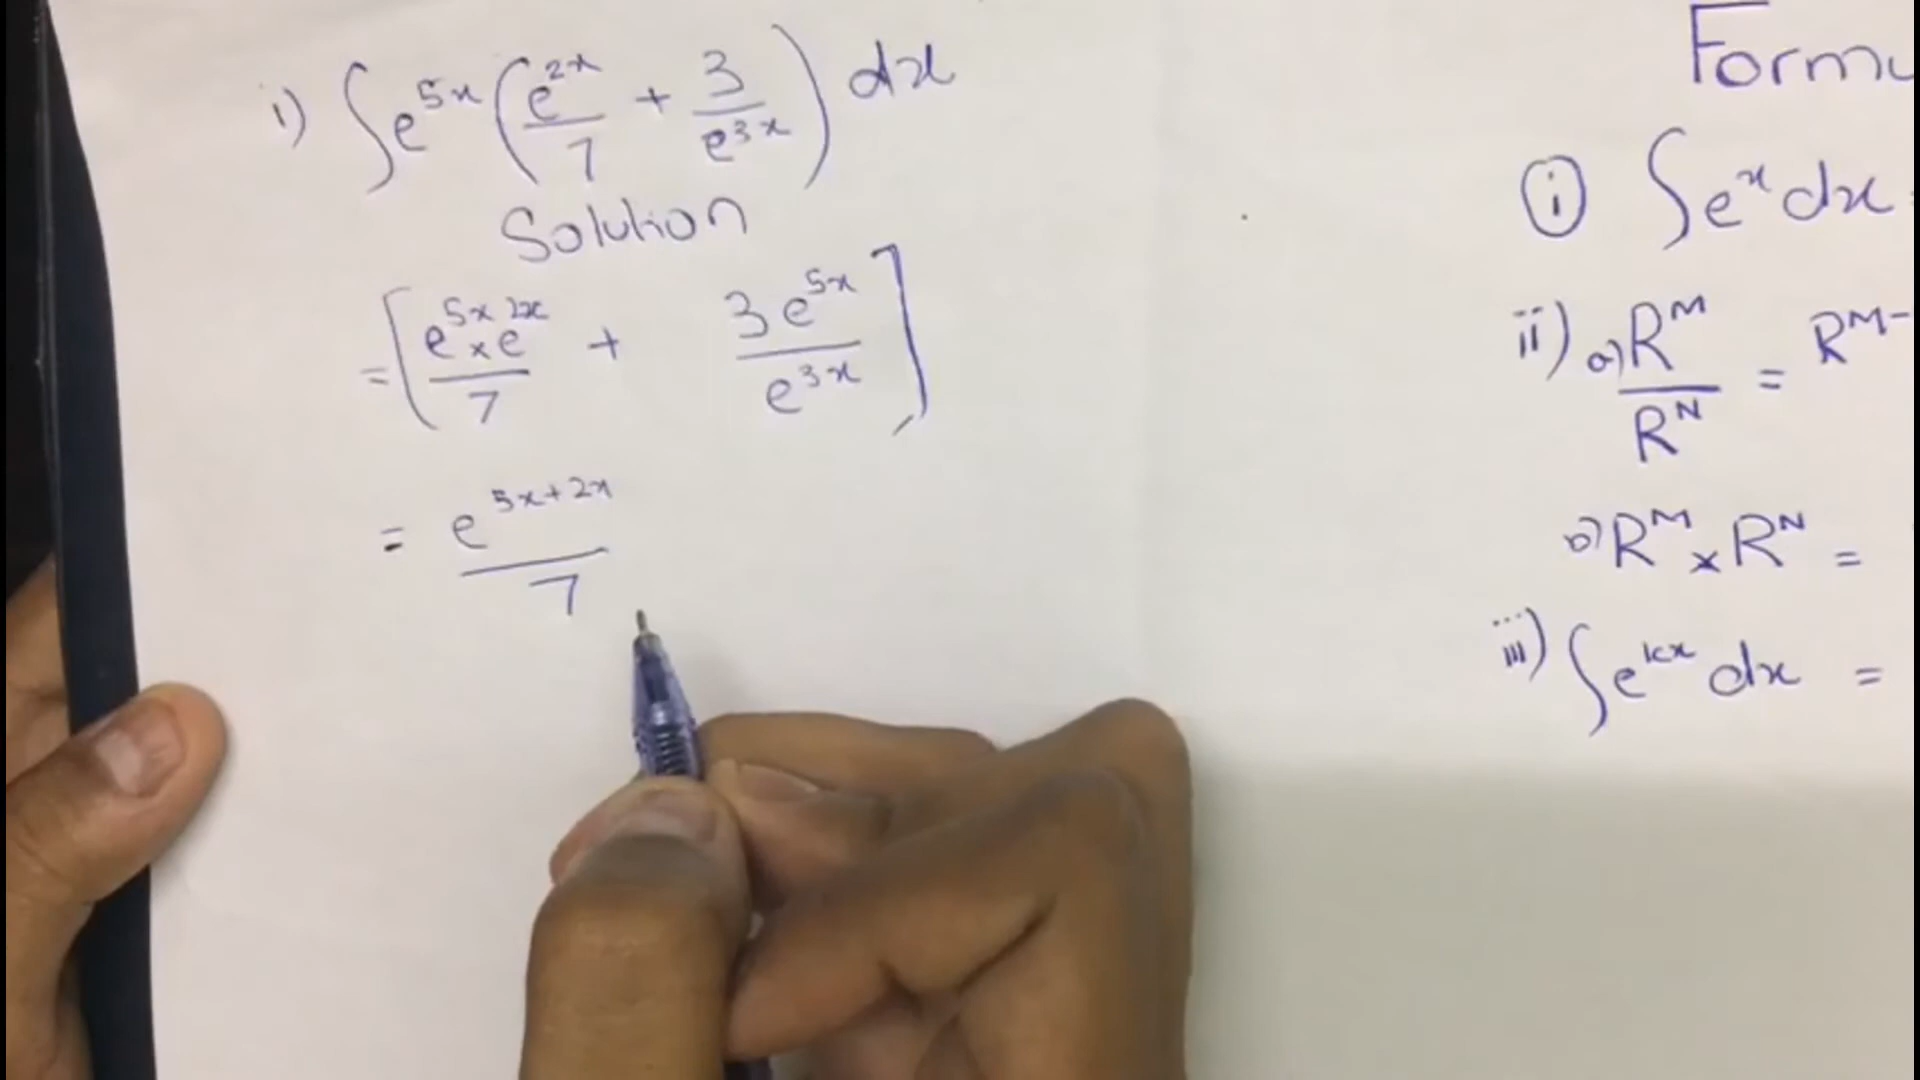 i) ∫e^5x (e^2x/7 + 3/e^3x) dx
Solution
= [e^5x × e^2x/7 + 3e^5x/e^3x]
= e^5x+2x/7
Formu
(i) ∫e^x dx =
ii) a) R^M/R^N = R^M-
b) R^M × R^N =
iii) ∫e^kx dx =